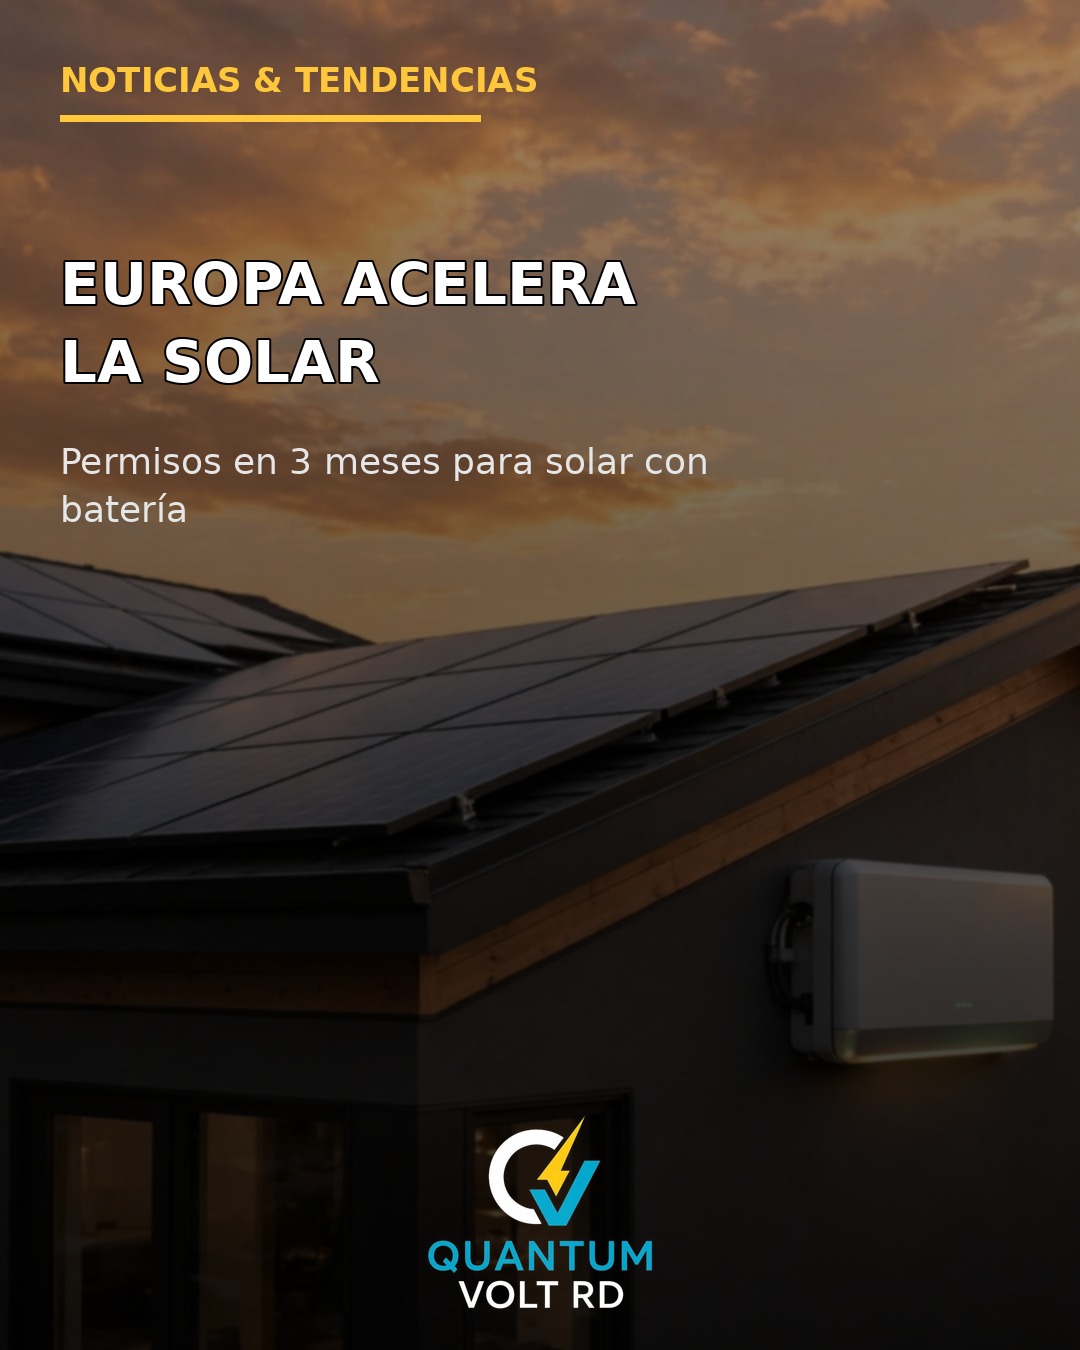 NOTICIAS & TENDENCIAS
EUROPA ACELERA
LA SOLAR
Permisos en 3 meses para solar con
batería
QUANTUM
VOLT RD